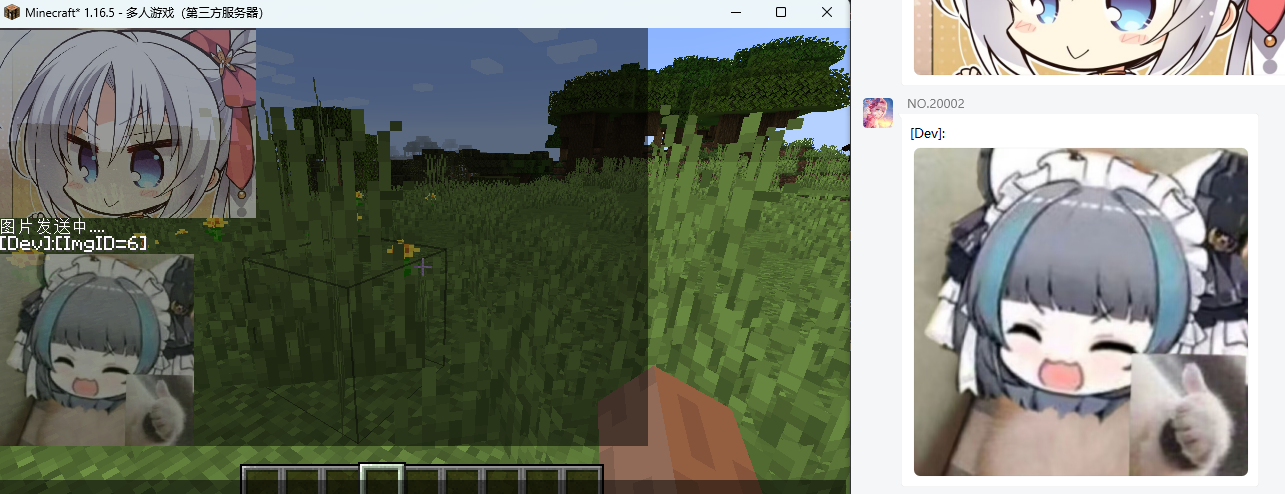 Minecraft* 1.16.5 - 多人游戏（第三方服务器）
图片发送中....
[Dev]:[ImgID=6]
NO.20002
[Dev]: